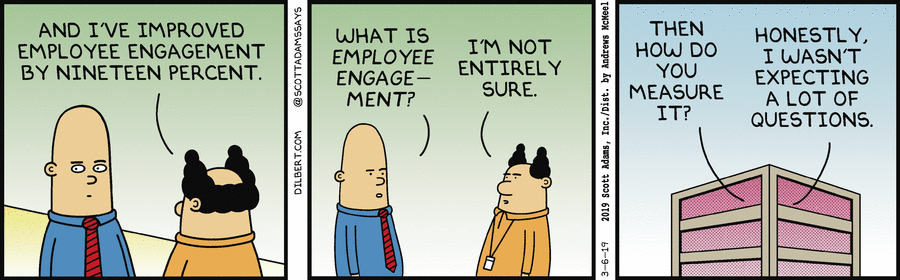 AND I'VE IMPROVED
EMPLOYEE ENGAGEMENT
BY NINETEEN PERCENT.
DILBERT.COM @SCOTTADAMSSAYS
WHAT IS
EMPLOYEE
ENGAGE–
MENT?
I'M NOT
ENTIRELY
SURE.
3-6-19 2019 Scott Adams, Inc./Dist. by Andrews McMeel
THEN
HOW DO
YOU
MEASURE
IT?
HONESTLY,
I WASN'T
EXPECTING
A LOT OF
QUESTIONS.